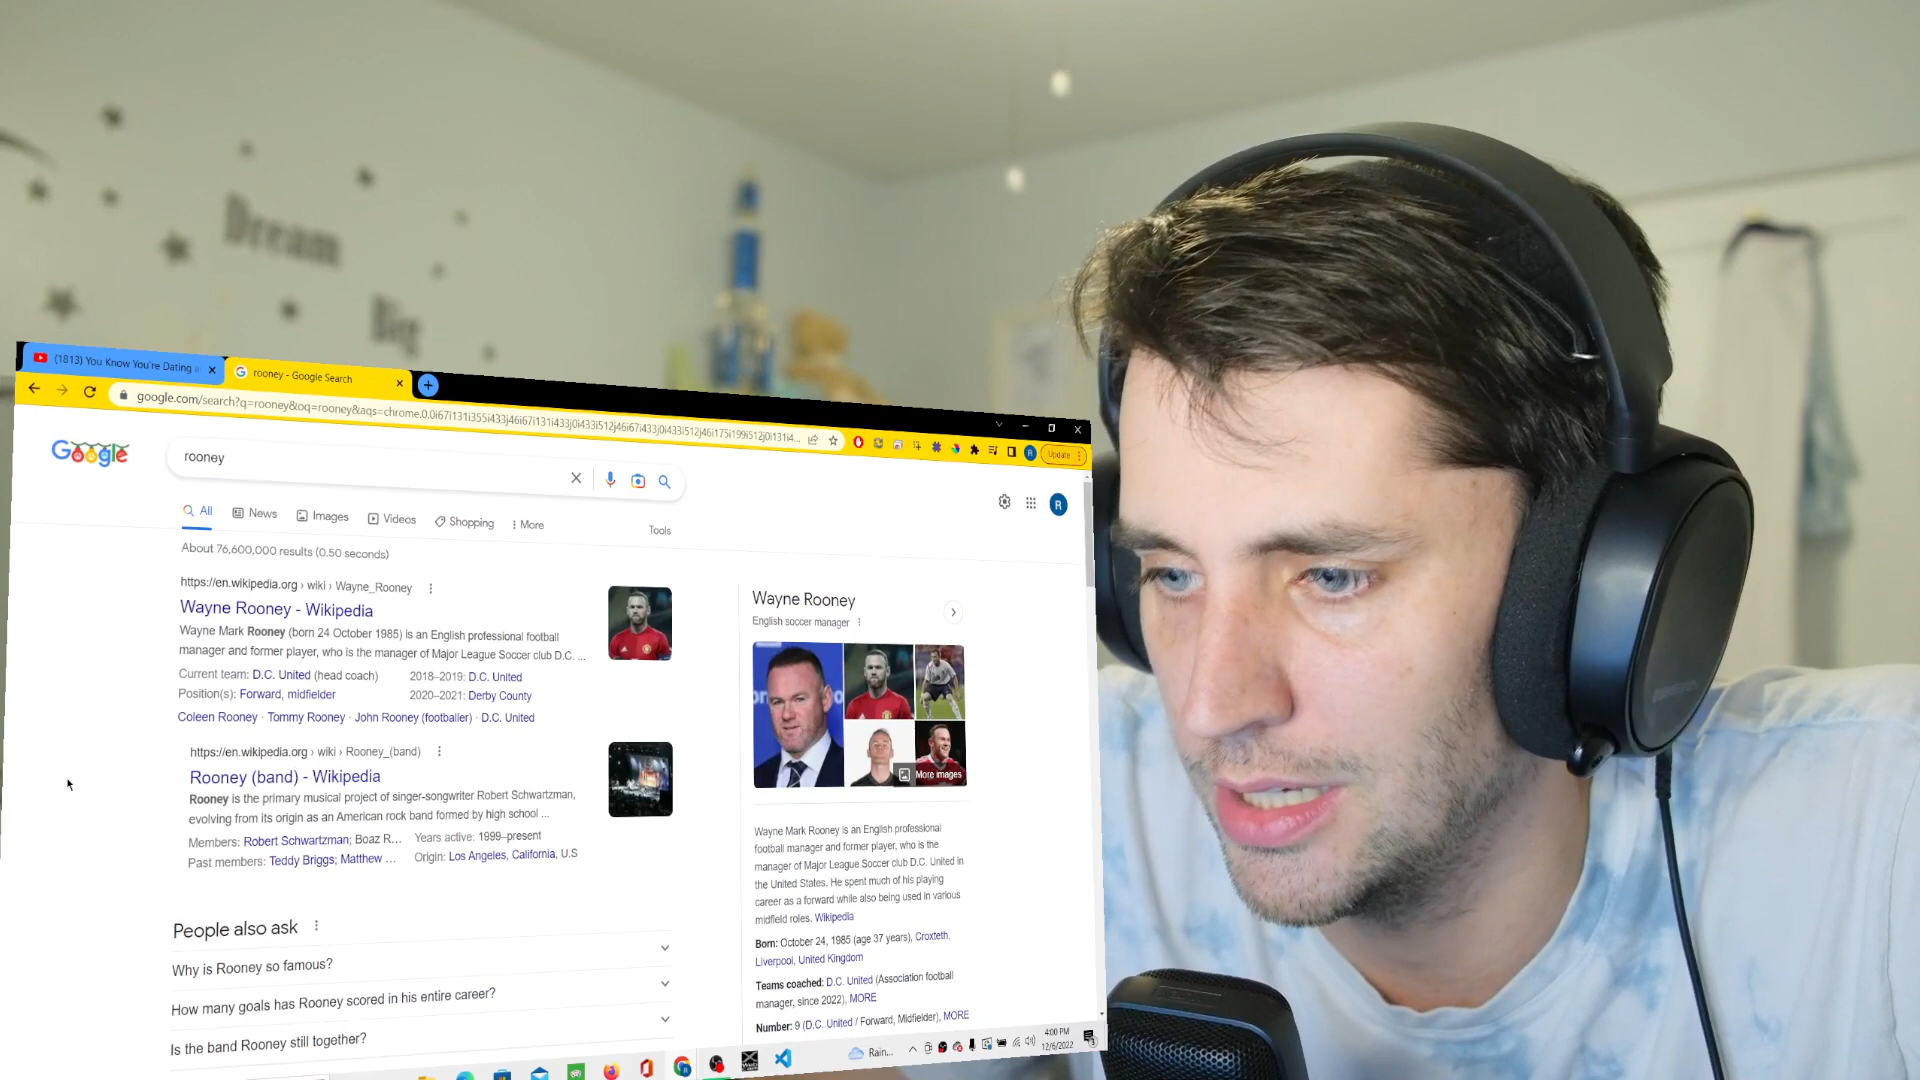 Dream
Big
(1813) You Know You're Dating a
rooney - Google Search
google.com/search?q=rooney&oq=rooney&aqs=chrome.0.0i67i131i355i433j46i67i131i433j0i433i512j46i67i433j0i433i512j46i175i199i512j0i131i4...
Update
Google
rooney
R
All News Images Videos Shopping More
Tools
About 76,600,000 results (0.50 seconds)
https://en.wikipedia.org › wiki › Wayne_Rooney
Wayne Rooney - Wikipedia
Wayne Mark Rooney (born 24 October 1985) is an English professional football
manager and former player, who is the manager of Major League Soccer club D.C. ...
Current team: D.C. United (head coach) 2018–2019: D.C. United
Position(s): Forward, midfielder 2020–2021: Derby County
Coleen Rooney · Tommy Rooney · John Rooney (footballer) · D.C. United
https://en.wikipedia.org › wiki › Rooney_(band)
Rooney (band) - Wikipedia
Rooney is the primary musical project of singer-songwriter Robert Schwartzman,
evolving from its origin as an American rock band formed by high school ...
Members: Robert Schwartzman; Boaz R... Years active: 1999–present
Past members: Teddy Briggs; Matthew ... Origin: Los Angeles, California, U.S
People also ask
Why is Rooney so famous?
How many goals has Rooney scored in his entire career?
Is the band Rooney still together?
Wayne Rooney
English soccer manager
More images
Wayne Mark Rooney is an English professional
football manager and former player, who is the
manager of Major League Soccer club D.C. United in
the United States. He spent much of his playing
career as a forward while also being used in various
midfield roles. Wikipedia
Born: October 24, 1985 (age 37 years), Croxteth,
Liverpool, United Kingdom
Teams coached: D.C. United (Association football
manager, since 2022), MORE
Number: 9 (D.C. United / Forward, Midfielder), MORE
Rain...
4:00 PM
12/6/2022